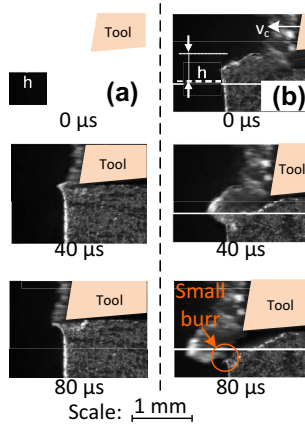 Tool
v_c
h
(a)
h
(b)
0 µs
0 µs
Tool
40 µs
Tool
40 µs
Tool
Small
burr
Tool
80 µs
80 µs
Scale: 1 mm